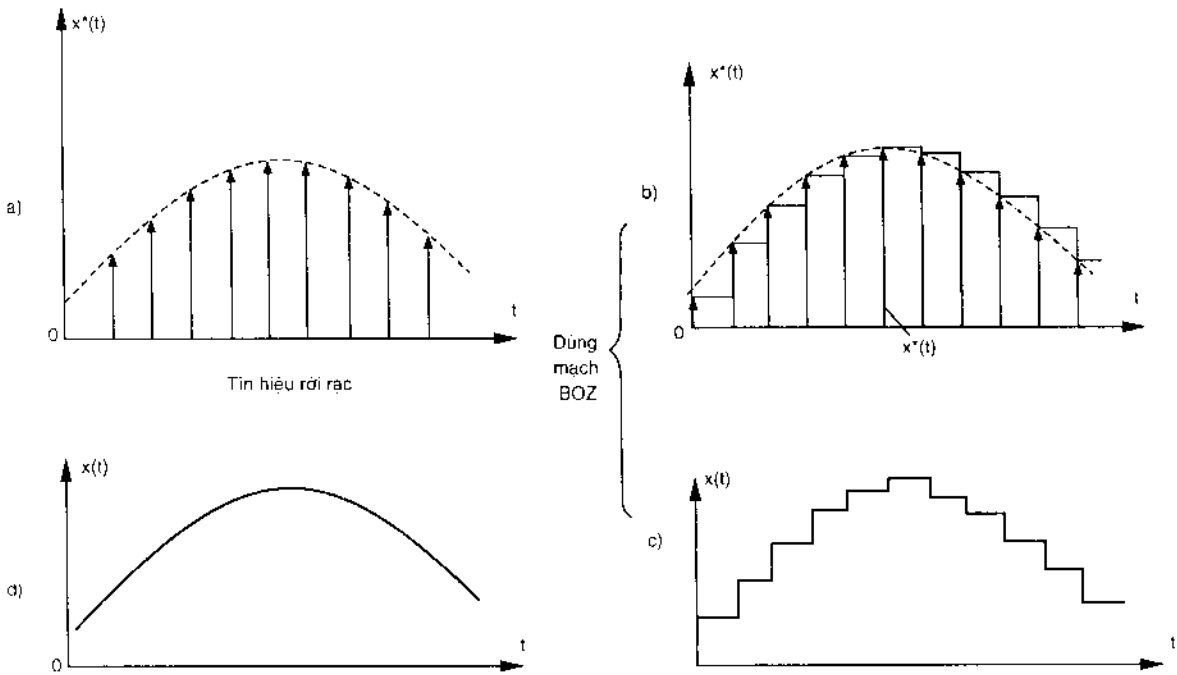 x*(t)
a)
0
t
Tín hiệu rời rạc
x*(t)
b)
0
t
x*(t)
Dùng
mạch
BOZ
x(t)
d)
0
t
x(t)
c)
t